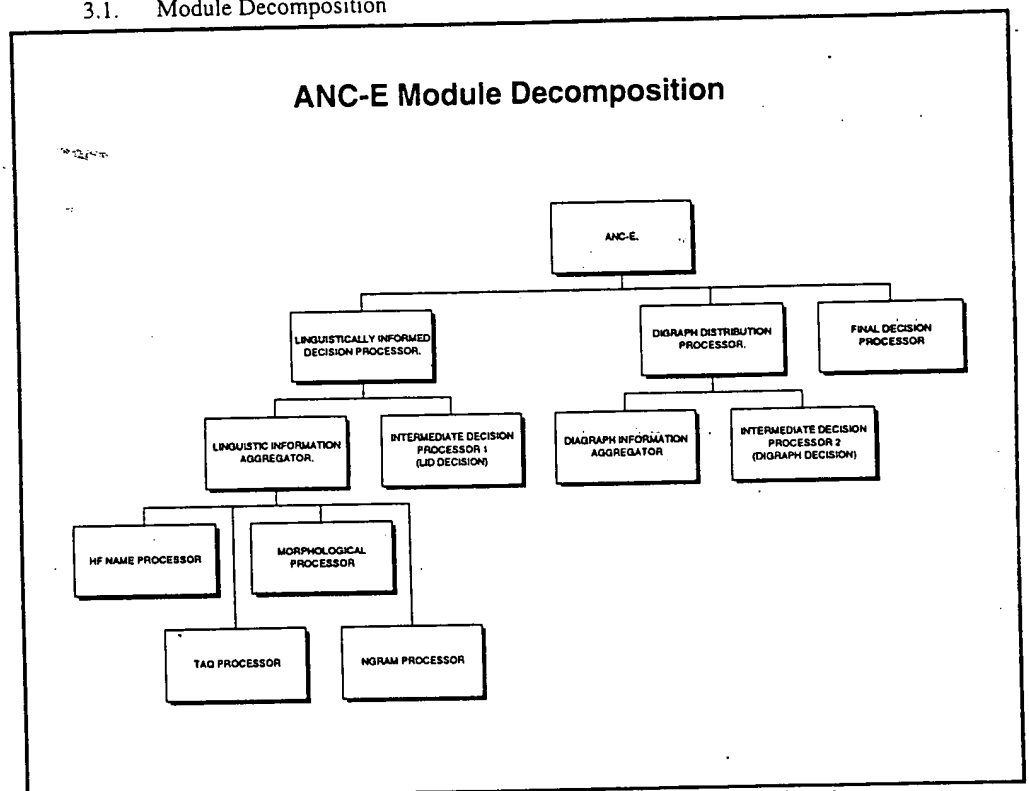 3.1. Module Decomposition
ANC-E Module Decomposition
ANC-E.
LINGUISTICALLY INFORMED
DECISION PROCESSOR.
DIGRAPH DISTRIBUTION
PROCESSOR.
FINAL DECISION
PROCESSOR
LINGUISTIC INFORMATION
AGGREGATOR.
INTERMEDIATE DECISION
PROCESSOR 1
(LID DECISION)
DIAGRAPH INFORMATION
AGGREGATOR
INTERMEDIATE DECISION
PROCESSOR 2
(DIGRAPH DECISION)
HF NAME PROCESSOR
MORPHOLOGICAL
PROCESSOR
TAQ PROCESSOR
NGRAM PROCESSOR